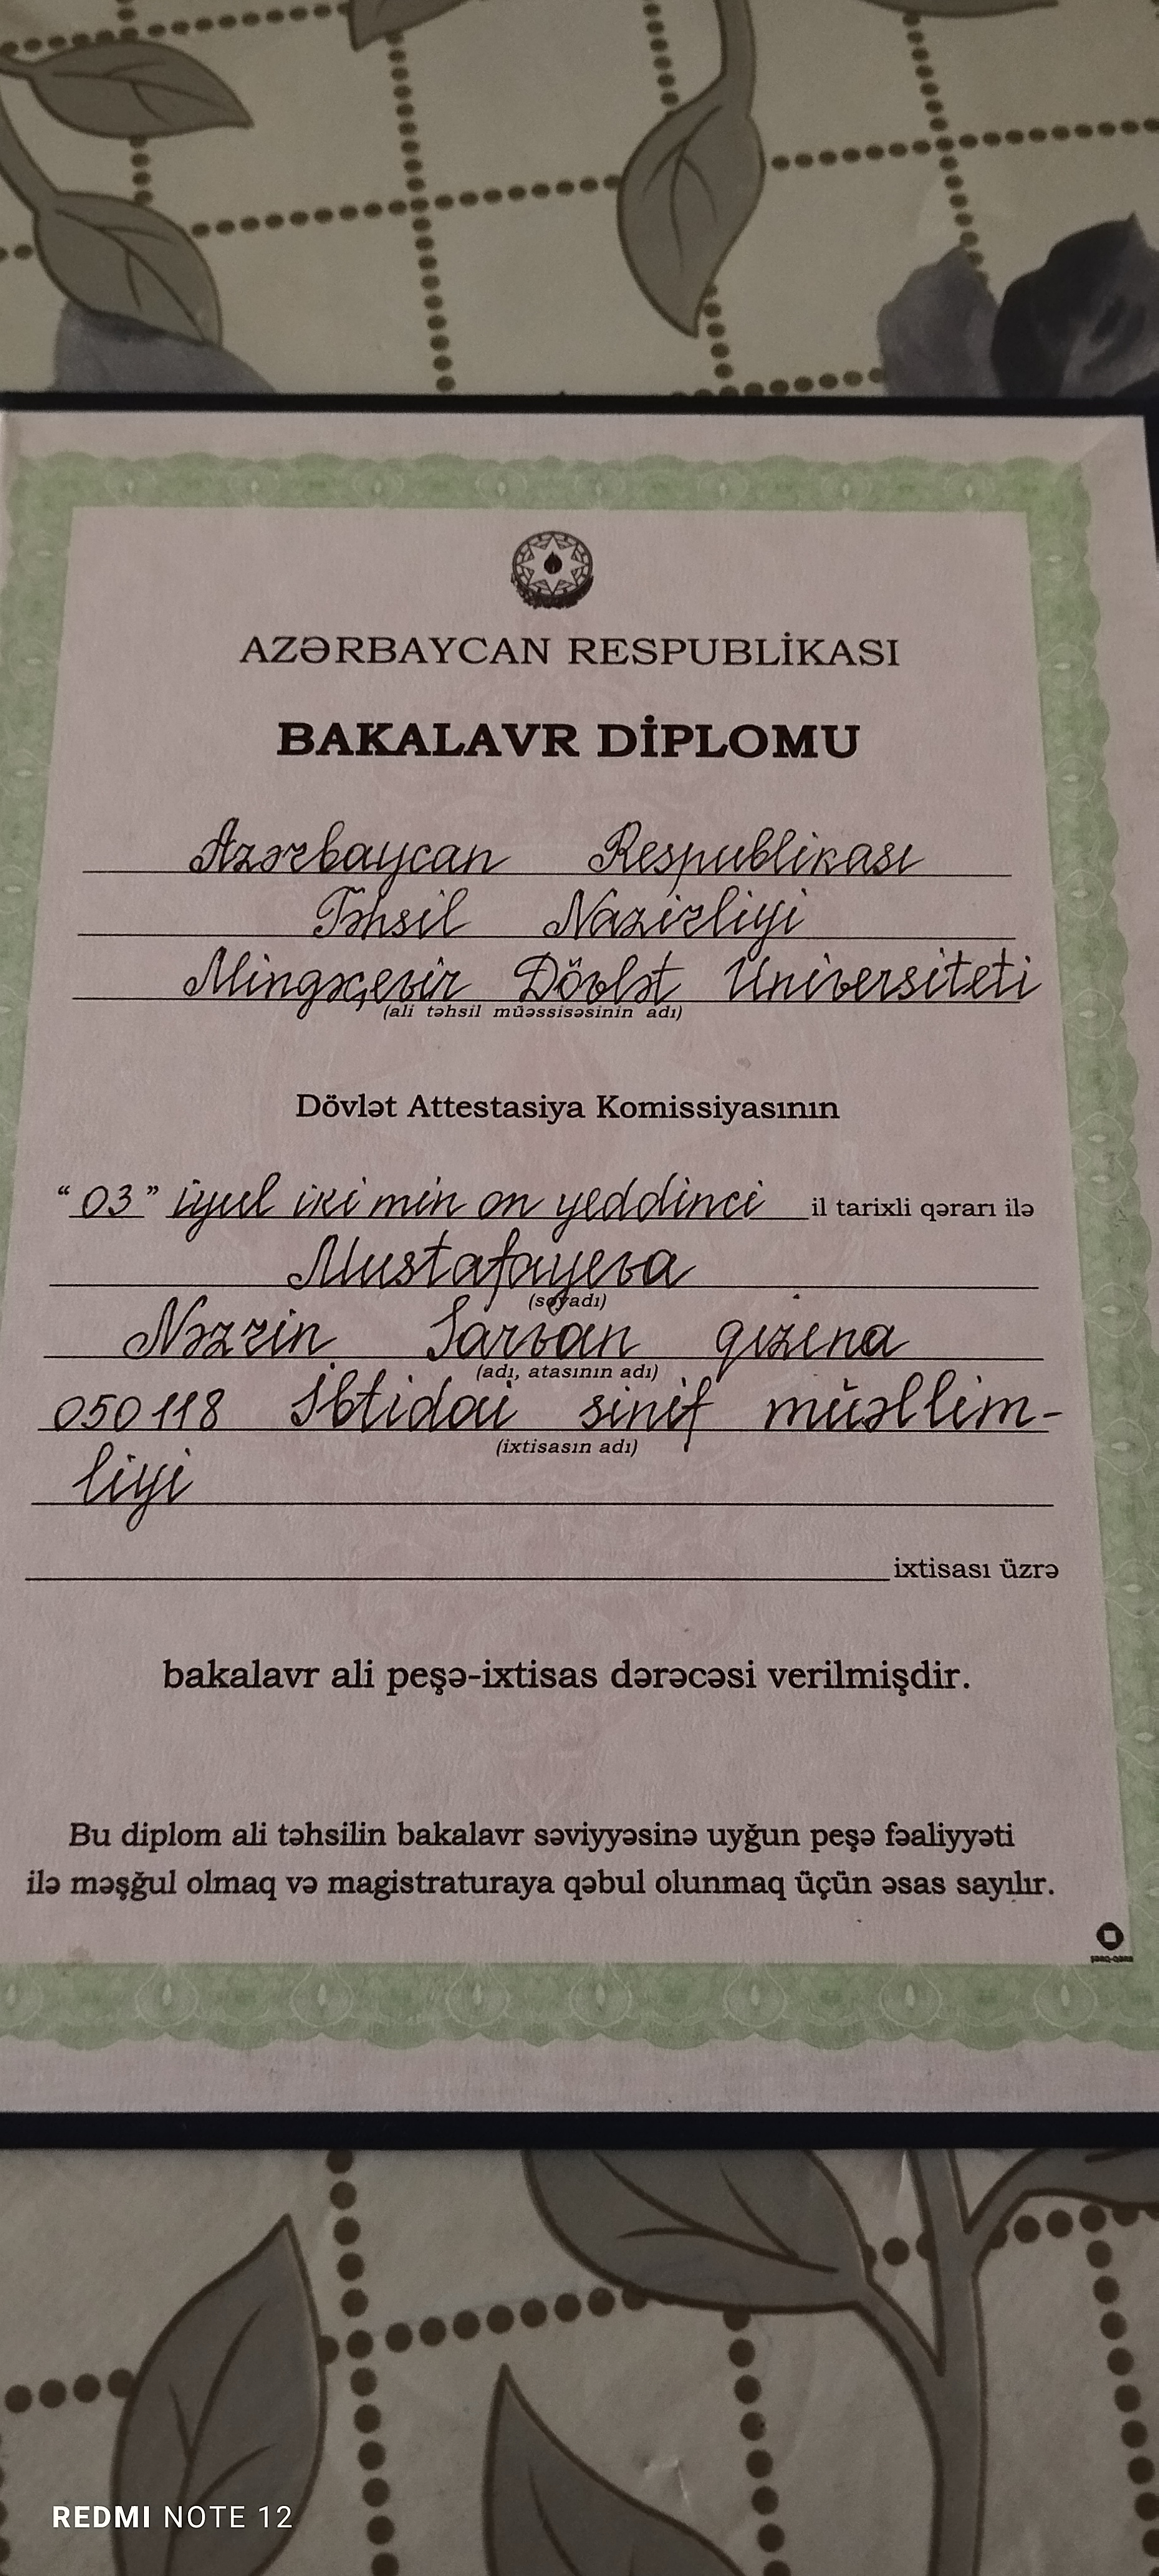 AZƏRBAYCAN RESPUBLİKASI
BAKALAVR DİPLOMU
Azərbaycan Respublikası
Təhsil Nazirliyi
Mingəçevir Dövlət Universiteti
(ali təhsil müəssisəsinin adı)
Dövlət Attestasiya Komissiyasının
“ 03 ” iyul iki min on yeddinci il tarixli qərarı ilə
Mustafayeva
(soyadı)
Nəzrin Sarvan qızına
(adı, atasının adı)
050118 İbtidai sinif müəllim-
(ixtisasın adı)
liyi
ixtisası üzrə
bakalavr ali peşə-ixtisas dərəcəsi verilmişdir.
Bu diplom ali təhsilin bakalavr səviyyəsinə uyğun peşə fəaliyyəti
ilə məşğul olmaq və magistraturaya qəbul olunmaq üçün əsas sayılır.
REDMI NOTE 12